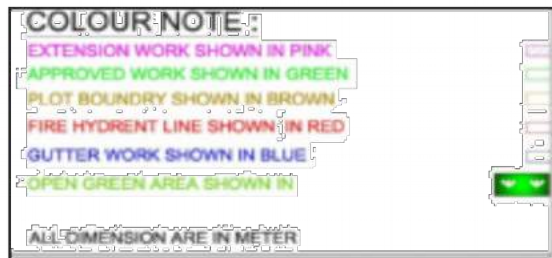 COLOUR NOTE :
EXTENSION WORK SHOWN IN PINK
APPROVED WORK SHOWN IN GREEN
PLOT BOUNDRY SHOWN IN BROWN
FIRE HYDRENT LINE SHOWN IN RED
GUTTER WORK SHOWN IN BLUE
OPEN GREEN AREA SHOWN IN
ALL DIMENSION ARE IN METER